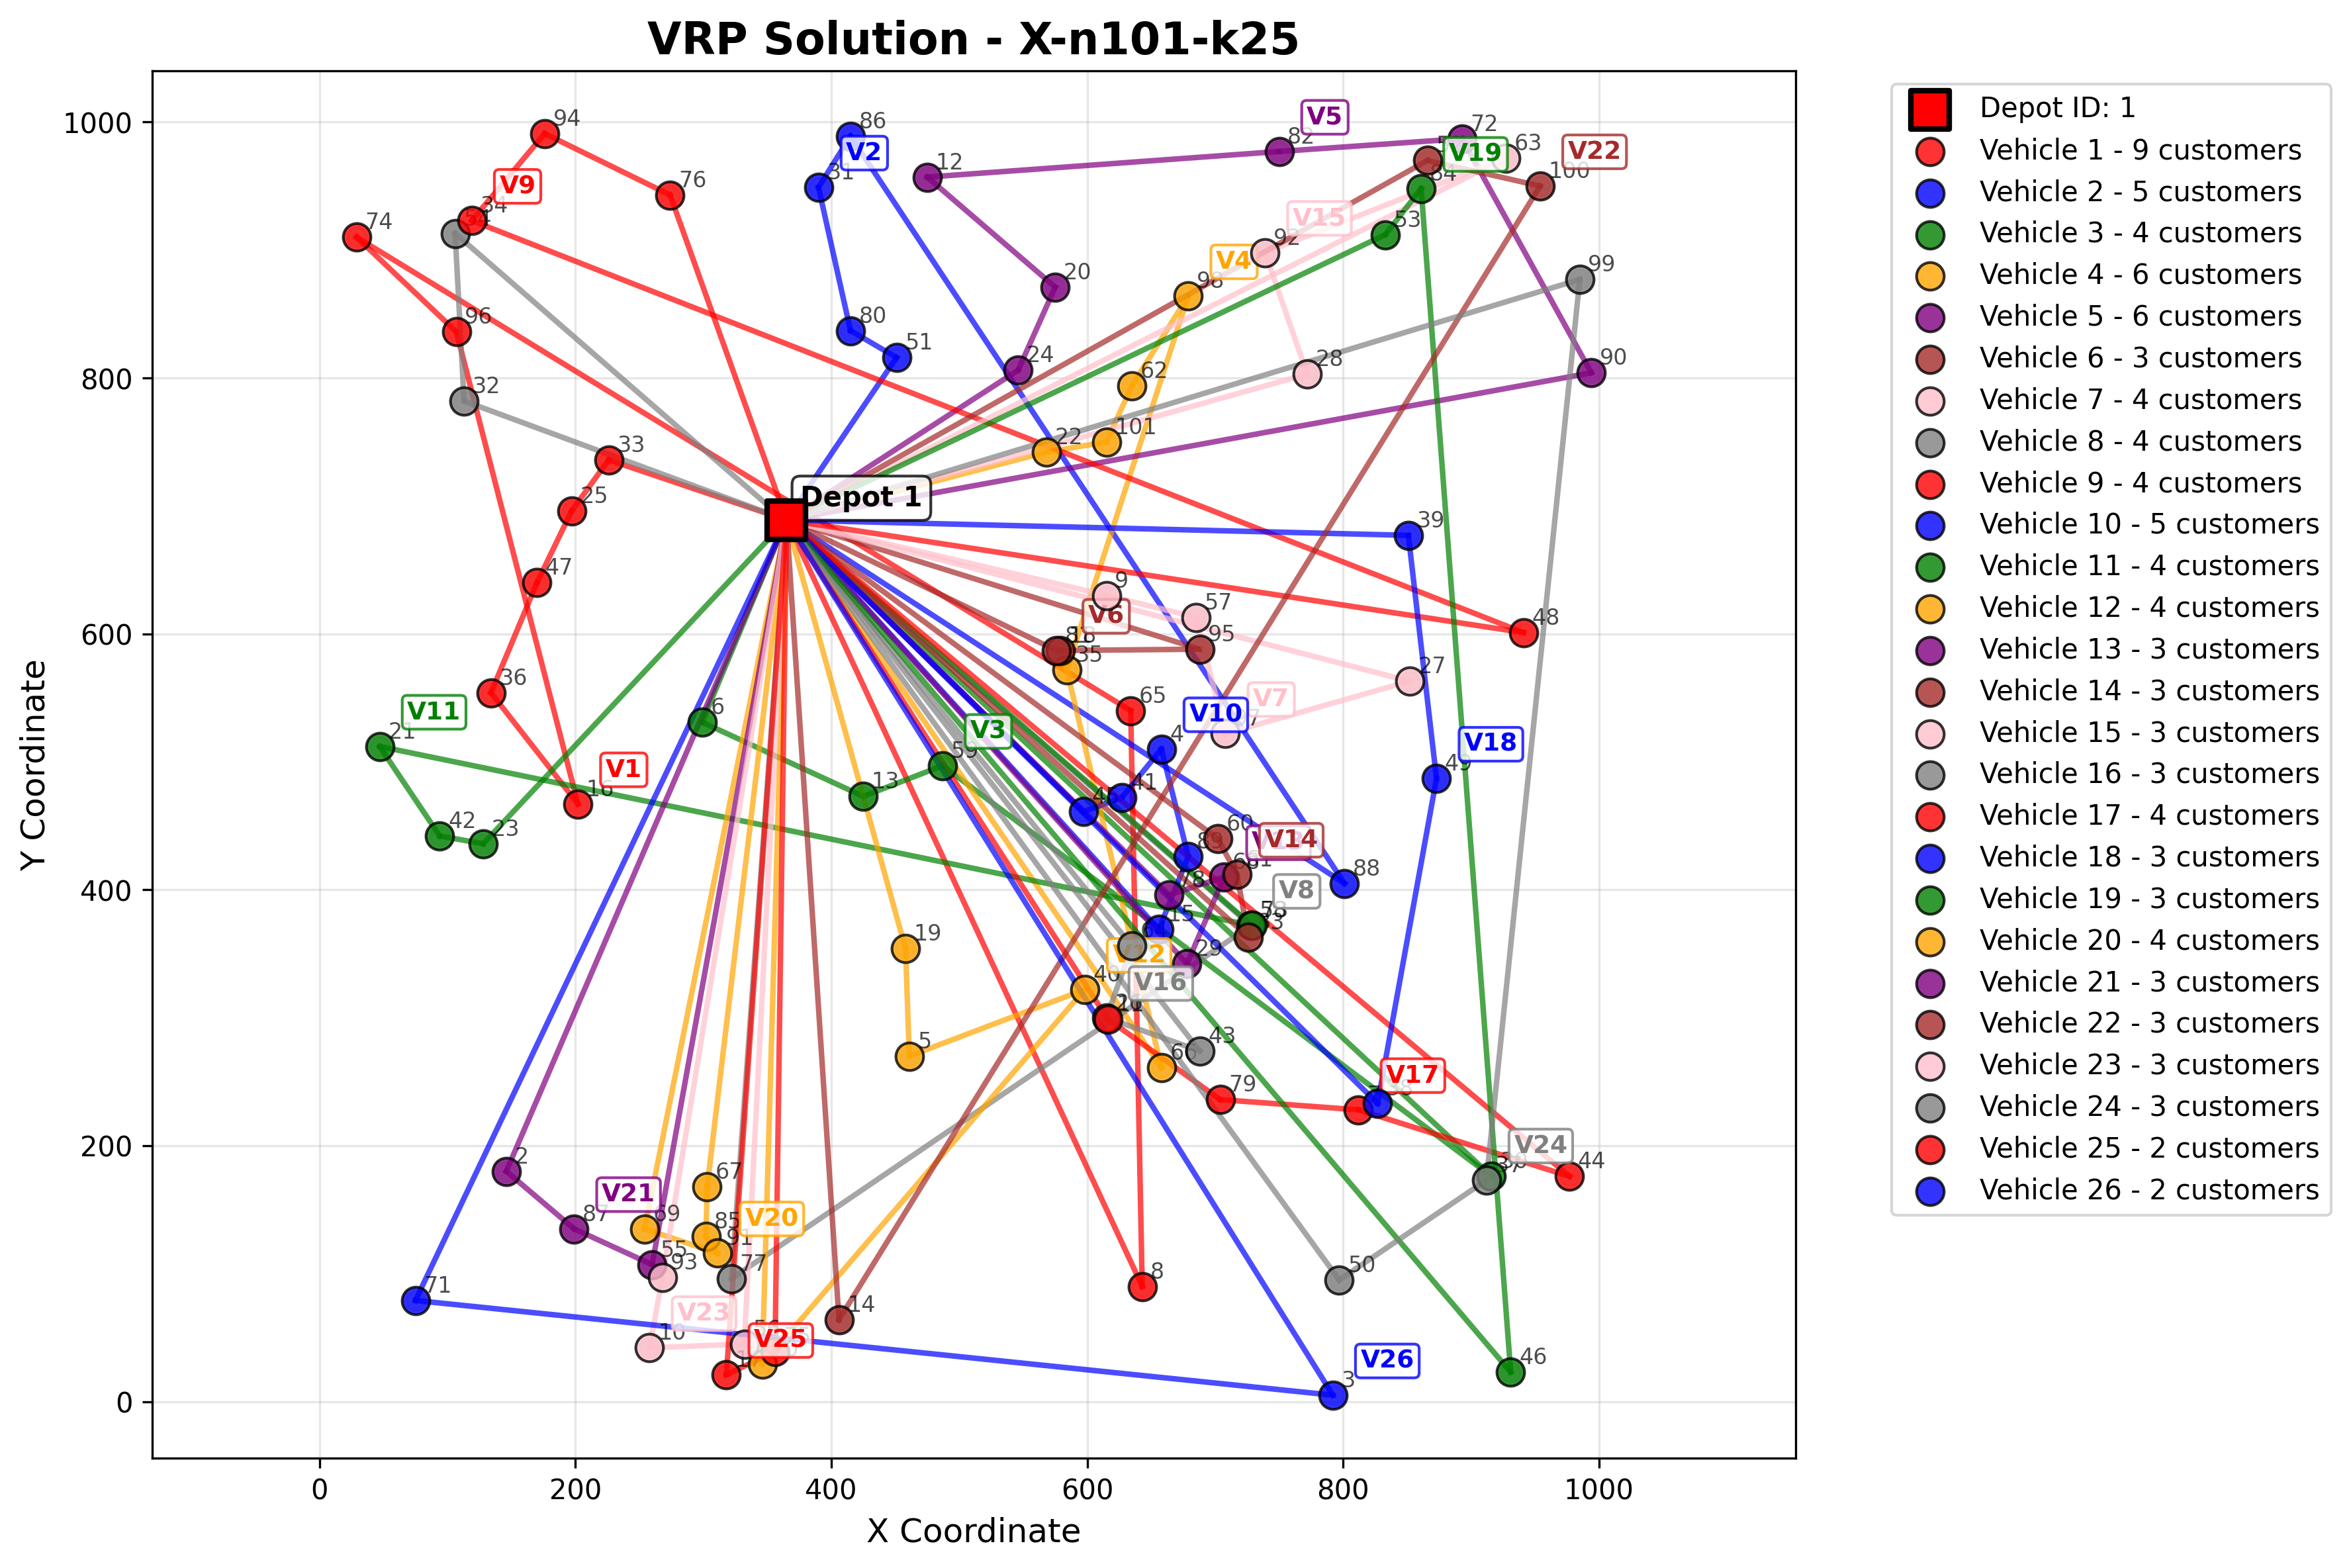 VRP Solution - X-n101-k25
Y Coordinate
X Coordinate
1000
800
600
400
200
0
0
200
400
600
800
1000
Depot ID: 1
Vehicle 1 - 9 customers
Vehicle 2 - 5 customers
Vehicle 3 - 4 customers
Vehicle 4 - 6 customers
Vehicle 5 - 6 customers
Vehicle 6 - 3 customers
Vehicle 7 - 4 customers
Vehicle 8 - 4 customers
Vehicle 9 - 4 customers
Vehicle 10 - 5 customers
Vehicle 11 - 4 customers
Vehicle 12 - 4 customers
Vehicle 13 - 3 customers
Vehicle 14 - 3 customers
Vehicle 15 - 3 customers
Vehicle 16 - 3 customers
Vehicle 17 - 4 customers
Vehicle 18 - 3 customers
Vehicle 19 - 3 customers
Vehicle 20 - 4 customers
Vehicle 21 - 3 customers
Vehicle 22 - 3 customers
Vehicle 23 - 3 customers
Vehicle 24 - 3 customers
Vehicle 25 - 2 customers
Vehicle 26 - 2 customers
Depot 1
94
86
V2
V5
82
72
V19
63
V22
100
12
31
76
V9
34
74
V15
92
84
53
V4
98
99
20
96
80
51
24
62
28
90
32
22
101
33
25
39
47
9
57
V6
95
48
35
27
36
65
V7
V10
6
V11
21
V3
59
4
V18
49
V1
16
13
41
42
23
60
V14
88
V8
78
15
19
29
V12
V16
40
5
43
79
V17
V24
44
2
67
V21
87
69
85
V20
91
55
93
77
50
71
8
14
V23
10
V25
V26
3
46